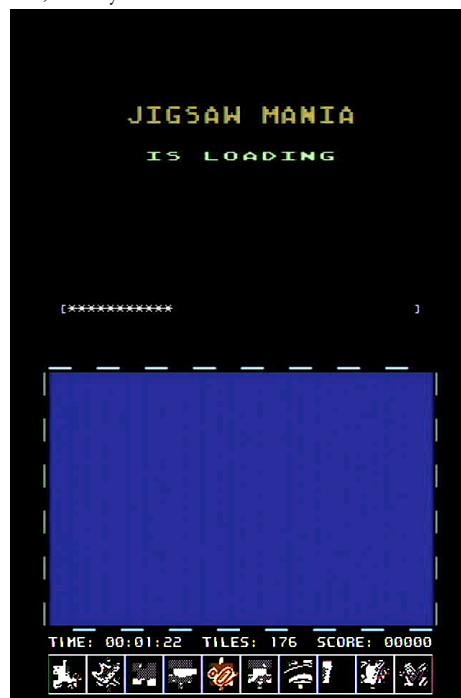 JIGSAW MANIA
IS LOADING
[***********]
TIME: 00:01:22 TILES: 176 SCORE: 00000